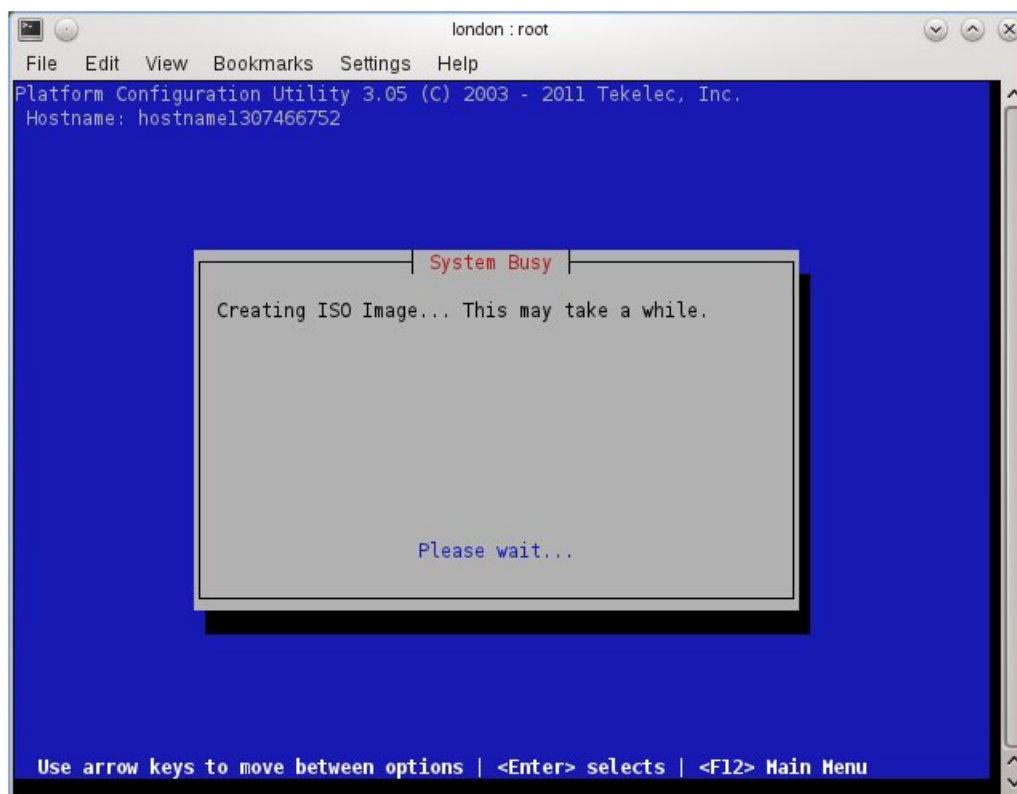 london : root
File Edit View Bookmarks Settings Help
Platform Configuration Utility 3.05 (C) 2003 - 2011 Tekelec, Inc.
Hostname: hostname1307466752
System Busy
Creating ISO Image... This may take a while.
Please wait...
Use arrow keys to move between options | <Enter> selects | <F12> Main Menu